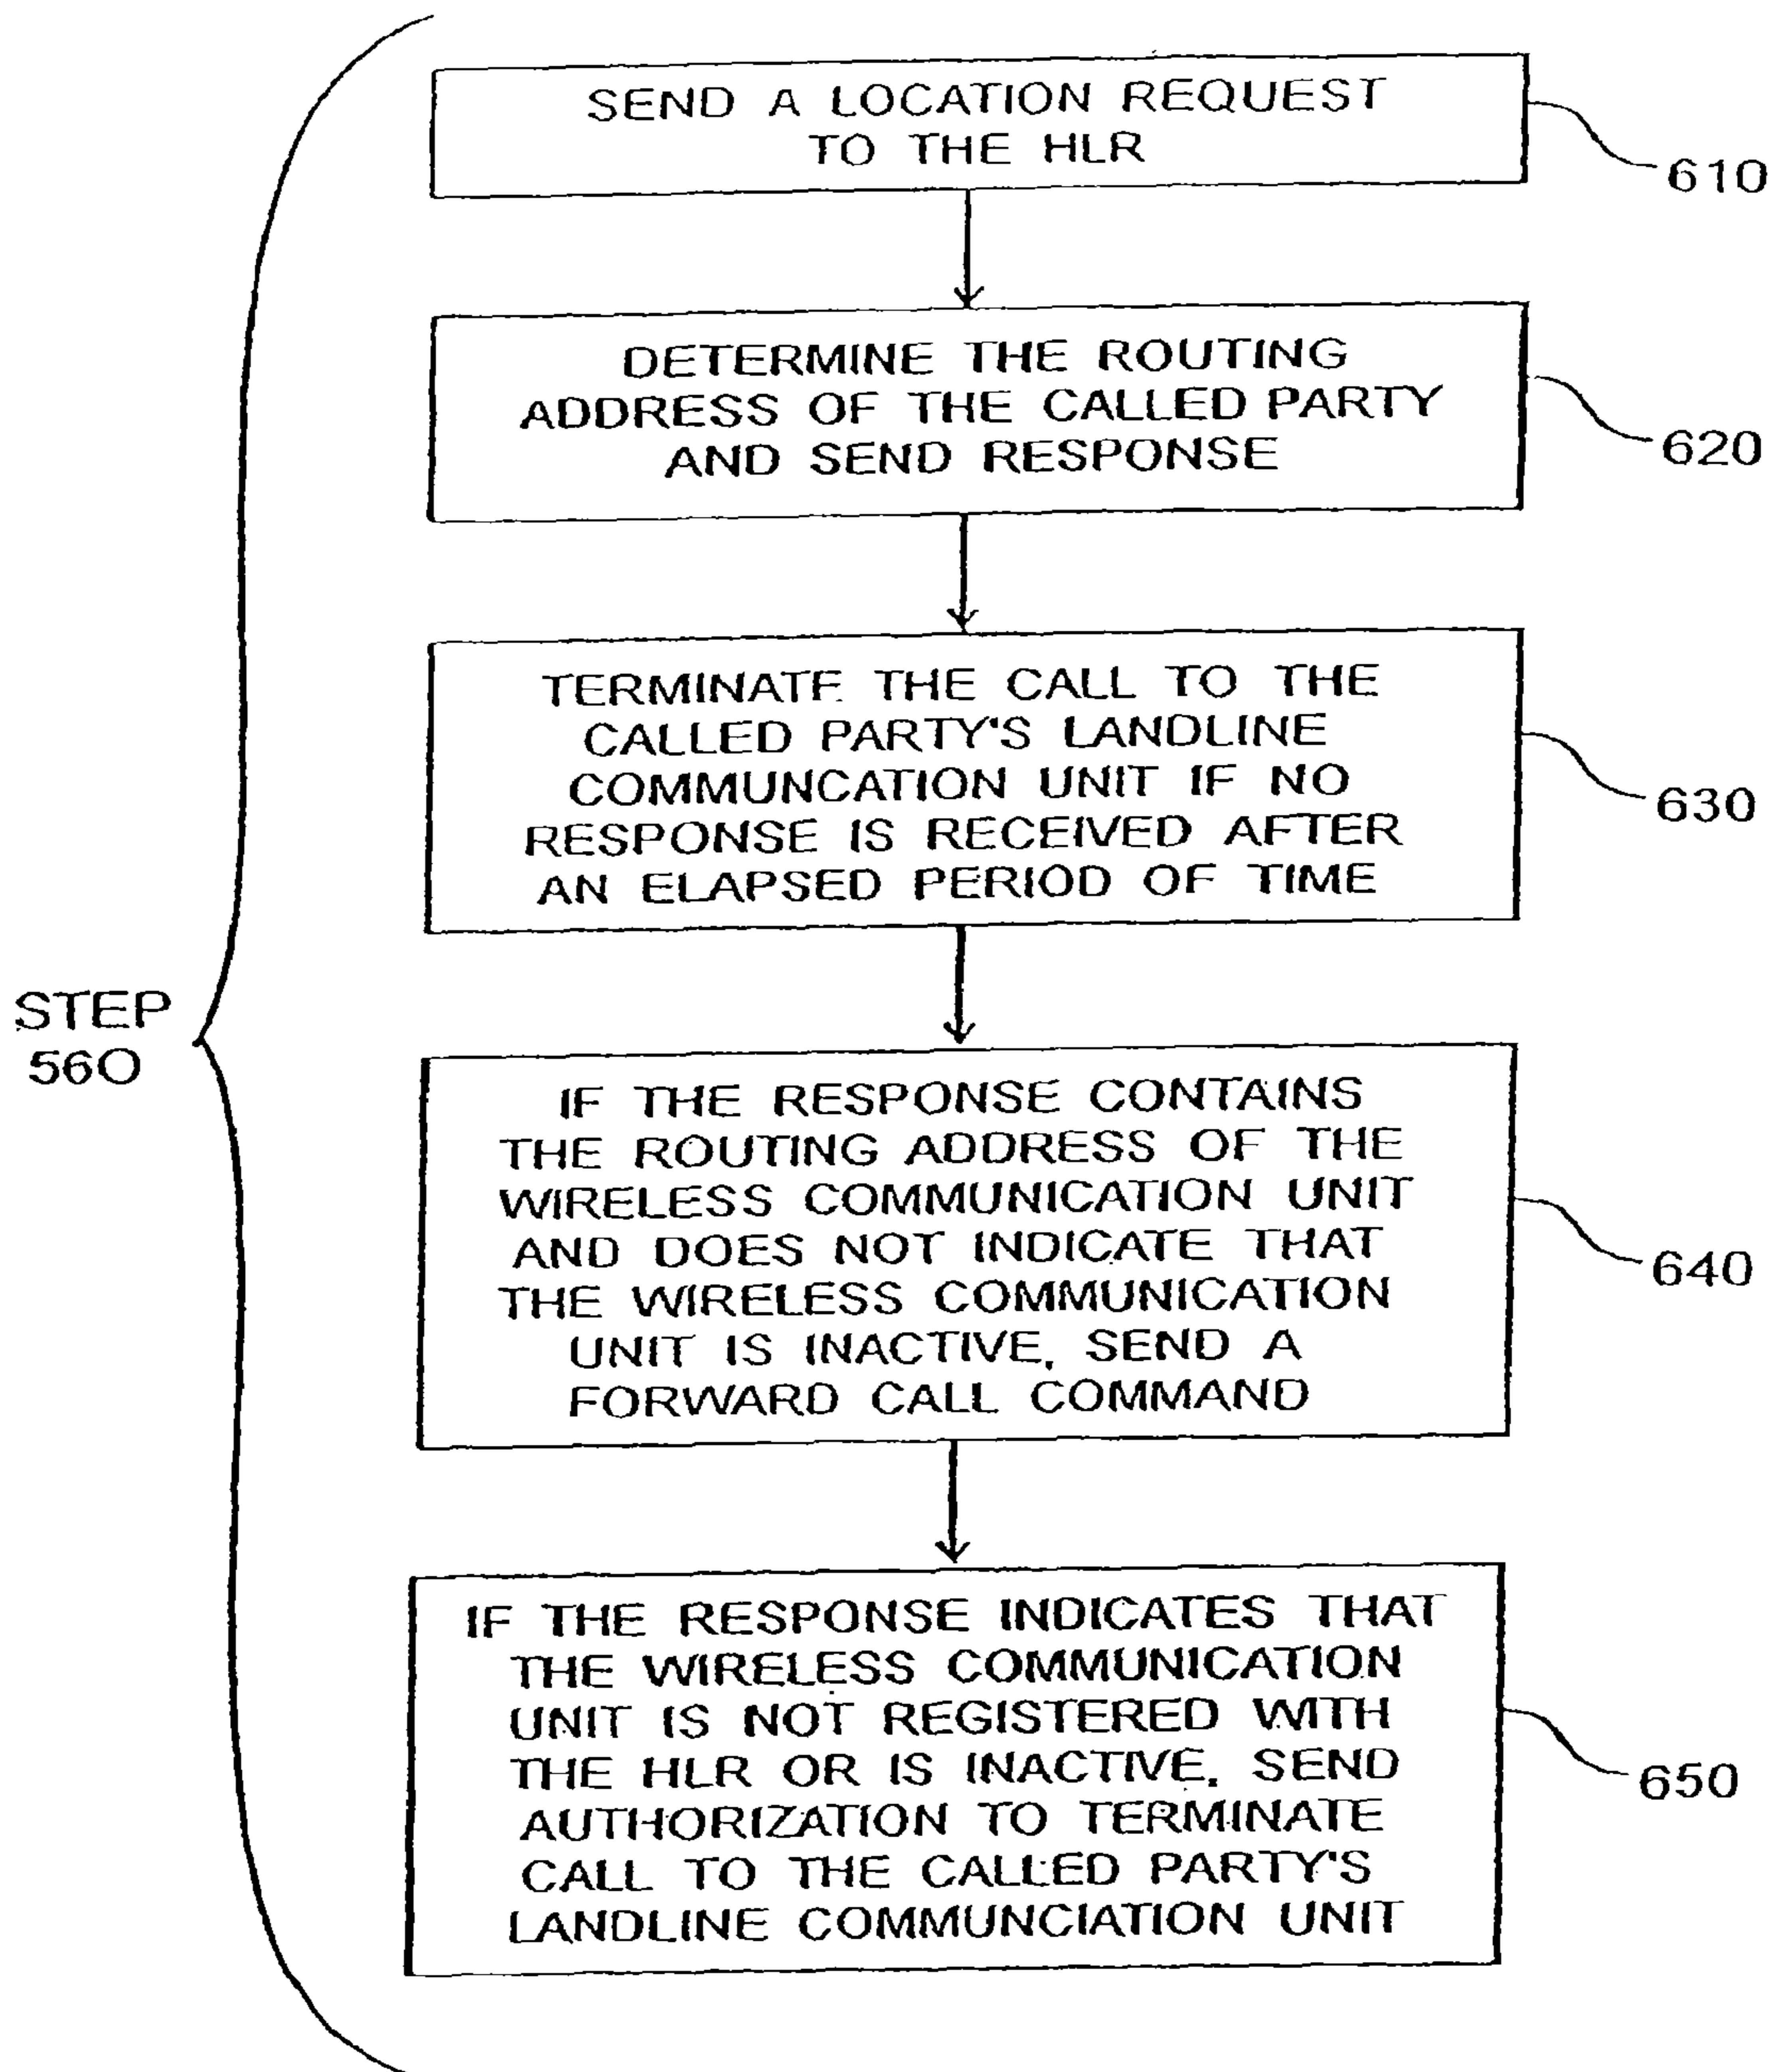 SEND A LOCATION REQUEST
TO THE HLR
610
DETERMINE THE ROUTING
ADDRESS OF THE CALLED PARTY
AND SEND RESPONSE
620
TERMINATE THE CALL TO THE
CALLED PARTY'S LANDLINE
COMMUNCATION UNIT IF NO
RESPONSE IS RECEIVED AFTER
AN ELAPSED PERIOD OF TIME
630
STEP
560
IF THE RESPONSE CONTAINS
THE ROUTING ADDRESS OF THE
WIRELESS COMMUNICATION UNIT
AND DOES NOT INDICATE THAT
THE WIRELESS COMMUNICATION
UNIT IS INACTIVE, SEND A
FORWARD CALL COMMAND
640
IF THE RESPONSE INDICATES THAT
THE WIRELESS COMMUNICATION
UNIT IS NOT REGISTERED WITH
THE HLR OR IS INACTIVE, SEND
AUTHORIZATION TO TERMINATE
CALL TO THE CALLED PARTY'S
LANDLINE COMMUNCIATION UNIT
650